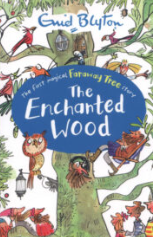 Enid Blyton
The first magical Faraway Tree story
The
Enchanted
Wood